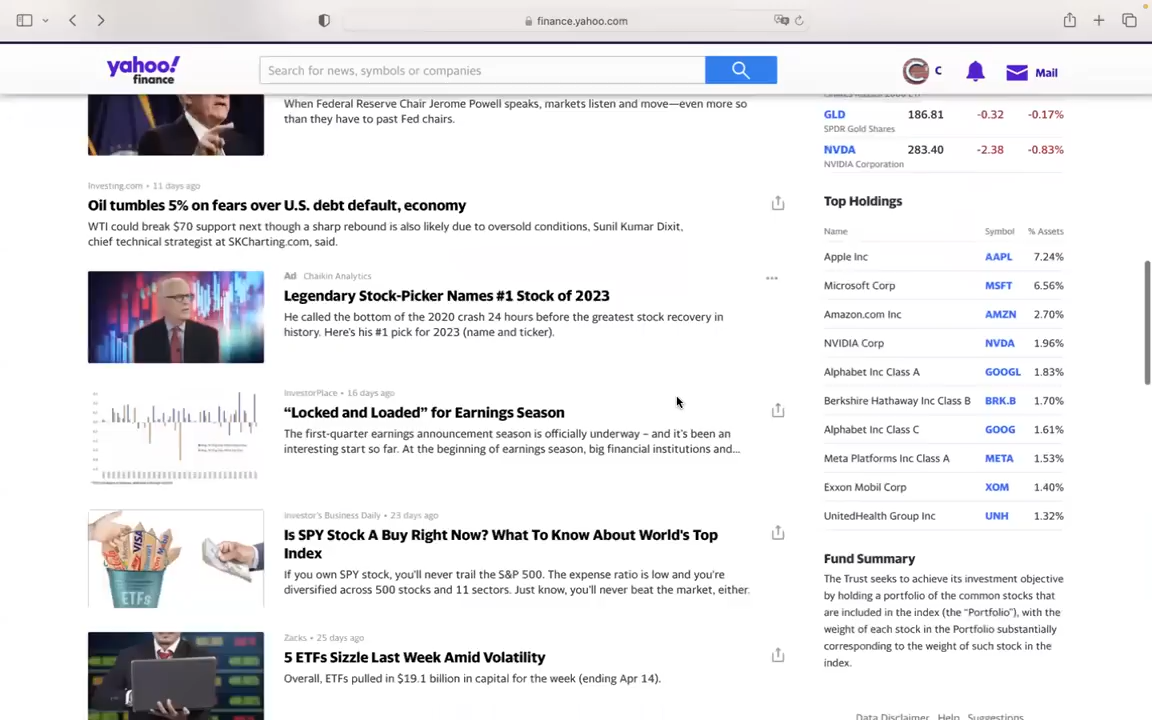 finance.yahoo.com
yahoo!
finance
Search for news, symbols or companies
C
Mail
When Federal Reserve Chair Jerome Powell speaks, markets listen and move—even more so
than they have to past Fed chairs.
Investing.com • 11 days ago
Oil tumbles 5% on fears over U.S. debt default, economy
WTI could break $70 support next though a sharp rebound is also likely due to oversold conditions, Sunil Kumar Dixit,
chief technical strategist at SKCharting.com, said.
Ad Chaikin Analytics
Legendary Stock-Picker Names #1 Stock of 2023
He called the bottom of the 2020 crash 24 hours before the greatest stock recovery in
history. Here's his #1 pick for 2023 (name and ticker).
InvestorPlace • 16 days ago
“Locked and Loaded” for Earnings Season
The first-quarter earnings announcement season is officially underway – and it's been an
interesting start so far. At the beginning of earnings season, big financial institutions and...
Investor's Business Daily • 23 days ago
Is SPY Stock A Buy Right Now? What To Know About World's Top
Index
If you own SPY stock, you'll never trail the S&P 500. The expense ratio is low and you're
diversified across 500 stocks and 11 sectors. Just know, you'll never beat the market, either.
VISA
ETFs
Zacks • 25 days ago
5 ETFs Sizzle Last Week Amid Volatility
Overall, ETFs pulled in $19.1 billion in capital for the week (ending Apr 14).
GLD 186.81 -0.32 -0.17%
SPDR Gold Shares
NVDA 283.40 -2.38 -0.83%
NVIDIA Corporation
Top Holdings
Name Symbol % Assets
Apple Inc AAPL 7.24%
Microsoft Corp MSFT 6.56%
Amazon.com Inc AMZN 2.70%
NVIDIA Corp NVDA 1.96%
Alphabet Inc Class A GOOGL 1.83%
Berkshire Hathaway Inc Class B BRK.B 1.70%
Alphabet Inc Class C GOOG 1.61%
Meta Platforms Inc Class A META 1.53%
Exxon Mobil Corp XOM 1.40%
UnitedHealth Group Inc UNH 1.32%
Fund Summary
The Trust seeks to achieve its investment objective
by holding a portfolio of the common stocks that
are included in the index (the “Portfolio”), with the
weight of each stock in the Portfolio substantially
corresponding to the weight of such stock in the
index.
Data Disclaimer Help Suggestions